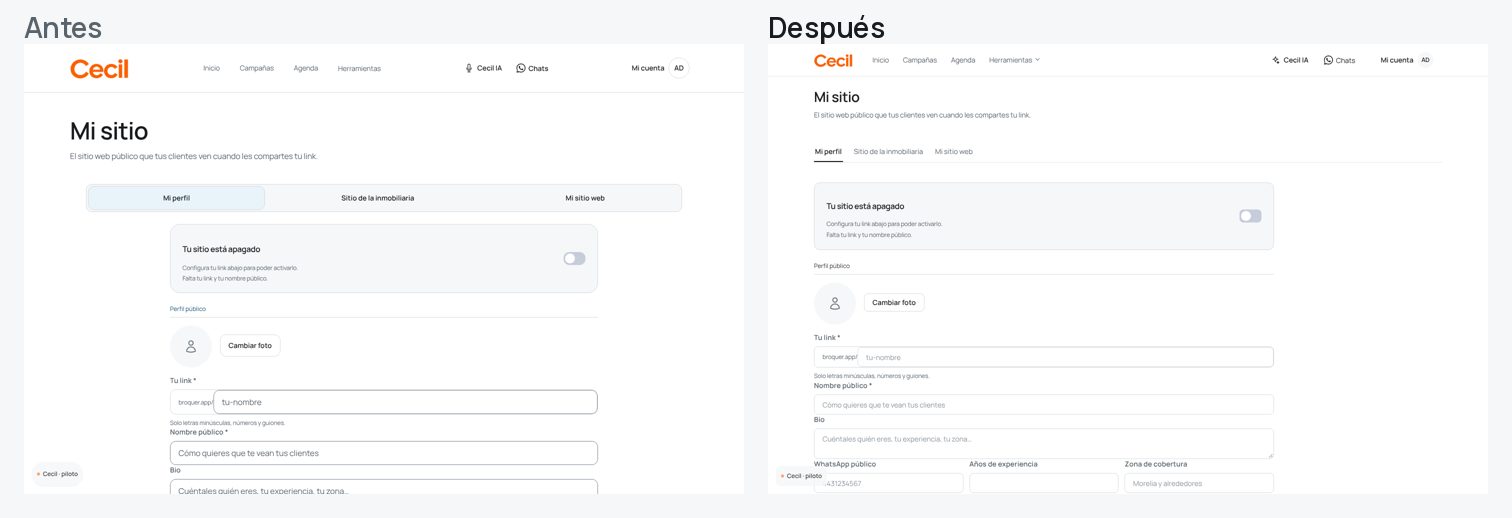 Antes
Cecil
Inicio Campañas Agenda Herramientas Cecil IA Chats Mi cuenta AD
Mi sitio
El sitio web público que tus clientes ven cuando les compartes tu link.
Mi perfil Sitio de la inmobiliaria Mi sitio web
Tu sitio está apagado
Configura tu link abajo para poder activarlo.
Falta tu link y tu nombre público.
Perfil público
Cambiar foto
Tu link *
broquer.app/ tu-nombre
Solo letras minúsculas, números y guiones.
Nombre público *
Cómo quieres que te vean tus clientes
Bio
Cecil · piloto
Cuéntales quién eres, tu experiencia, tu zona...
Después
Cecil Inicio Campañas Agenda Herramientas Cecil IA Chats Mi cuenta AD
Mi sitio
El sitio web público que tus clientes ven cuando les compartes tu link.
Mi perfil Sitio de la inmobiliaria Mi sitio web
Tu sitio está apagado
Configura tu link abajo para poder activarlo.
Falta tu link y tu nombre público.
Perfil público
Cambiar foto
Tu link *
broquer.app/ tu-nombre
Solo letras minúsculas, números y guiones.
Nombre público *
Cómo quieres que te vean tus clientes
Bio
Cuéntales quién eres, tu experiencia, tu zona...
WhatsApp público Años de experiencia Zona de cobertura
Cecil · piloto
431234567 Morelia y alrededores